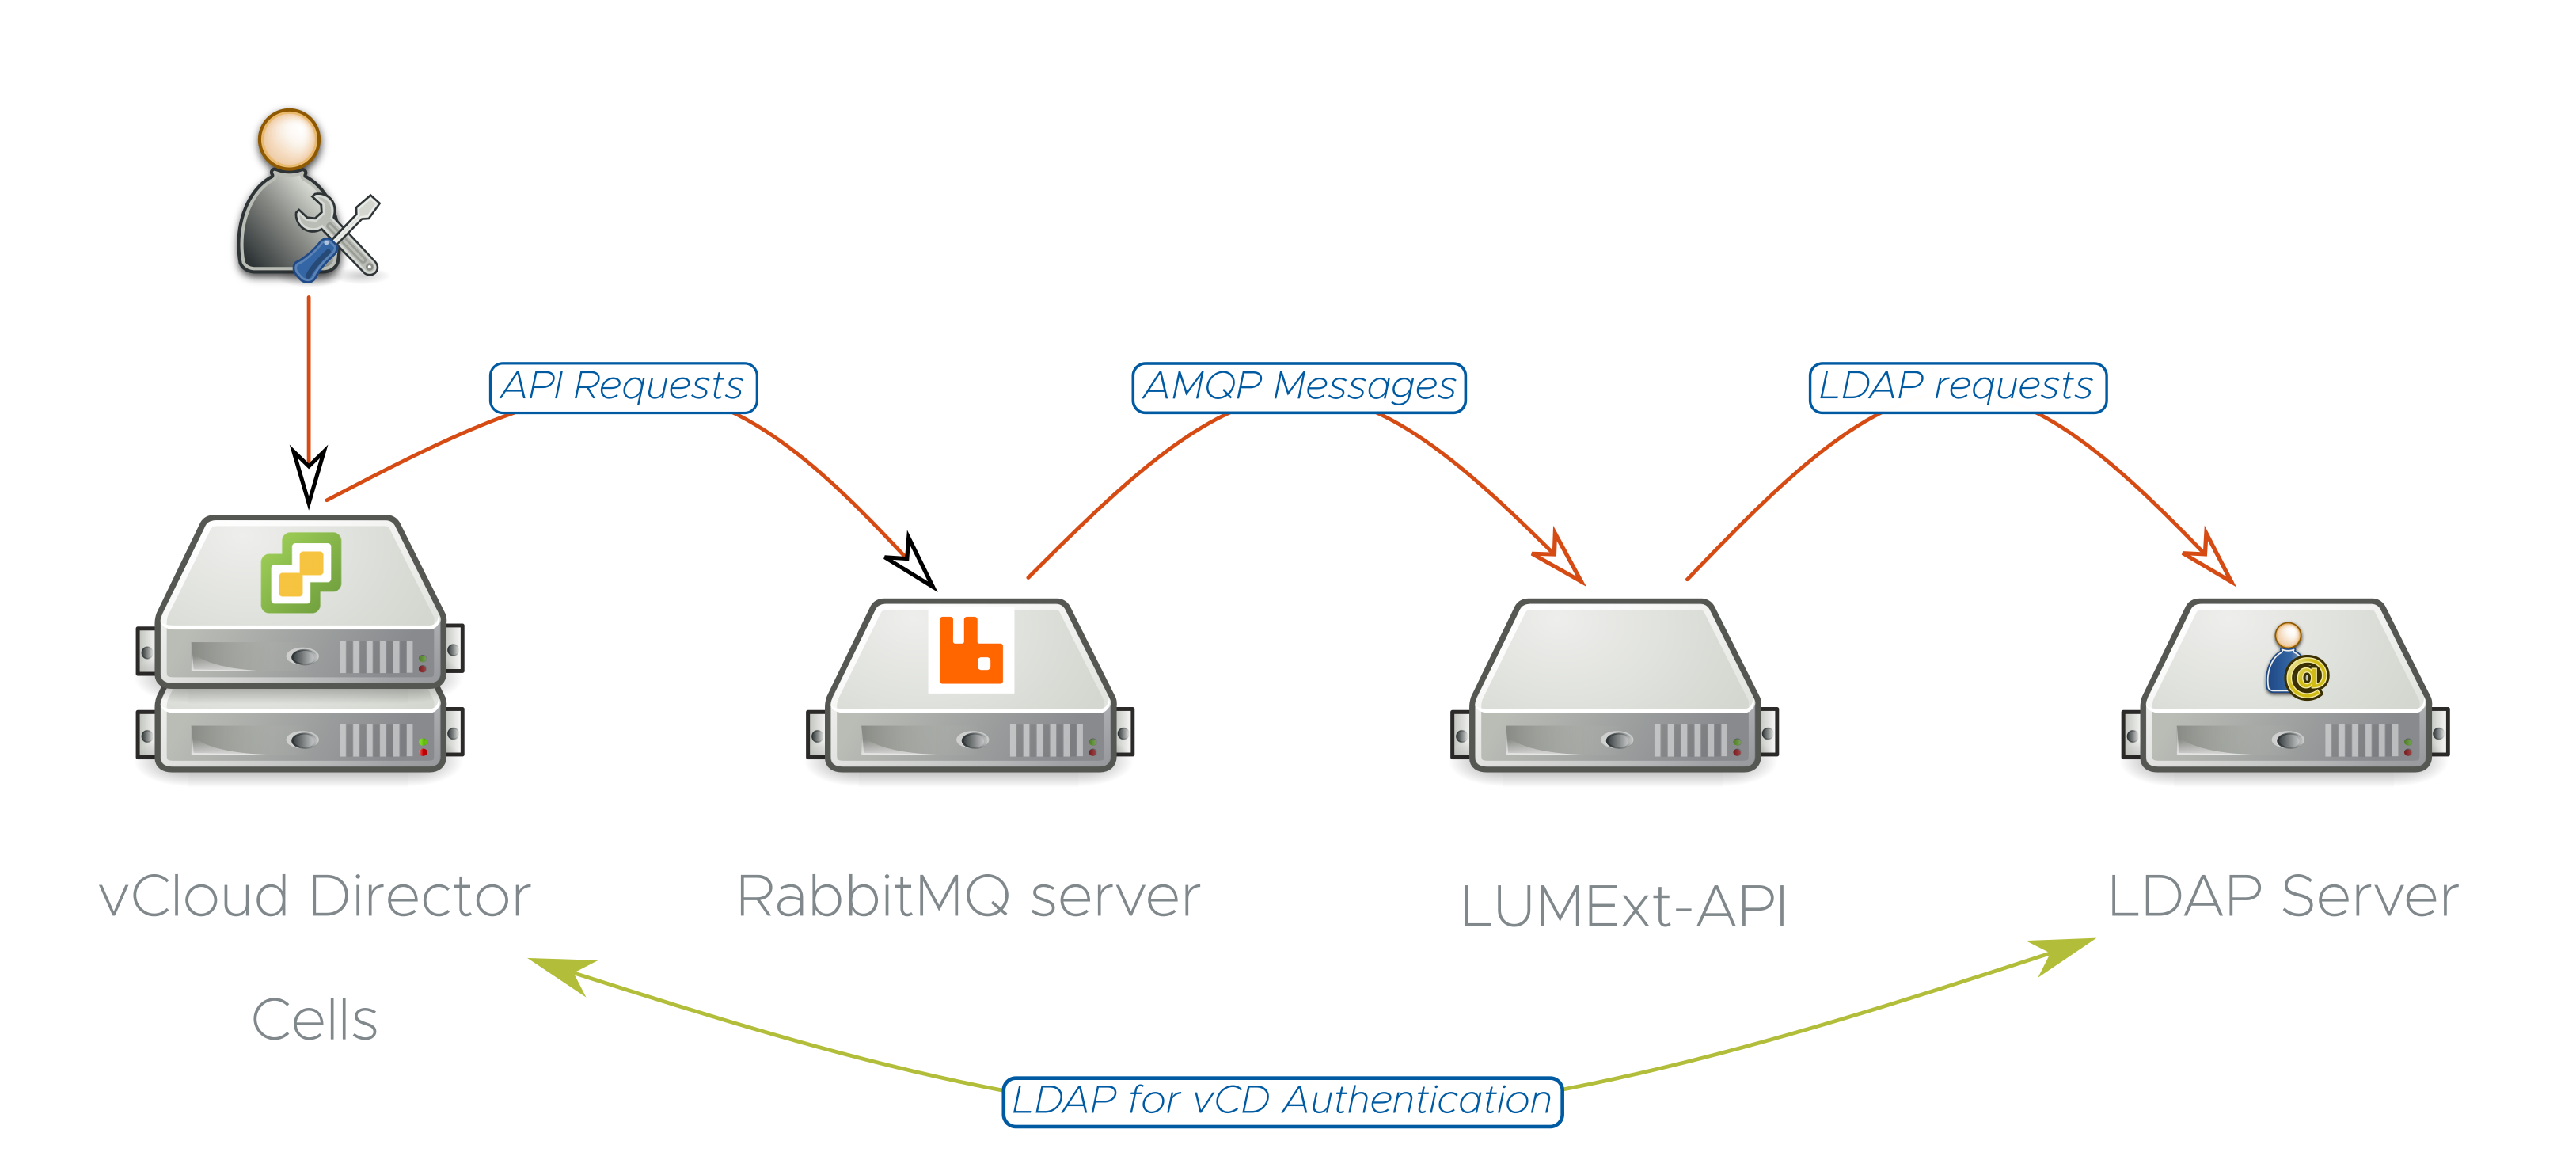 API Requests
AMQP Messages
LDAP requests
vCloud Director
Cells
RabbitMQ server
LUMExt-API
LDAP Server
LDAP for vCD Authentication